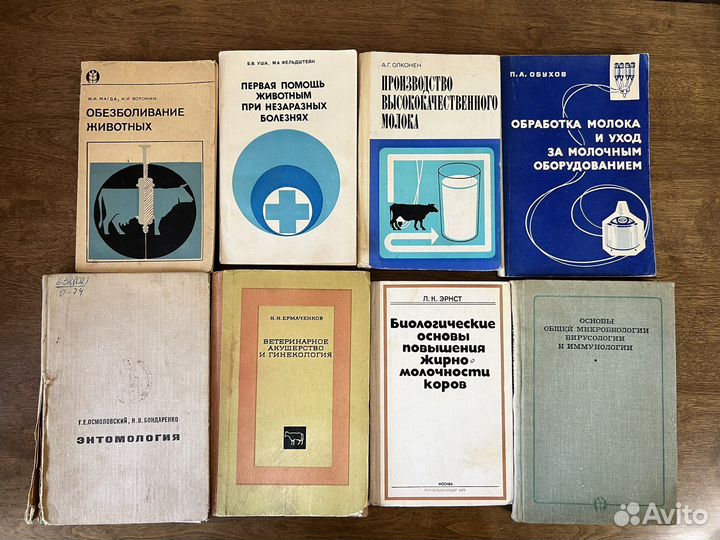 И.И. МАГДА, И.И. ВОРОНИН
ОБЕЗБОЛИВАНИЕ
ЖИВОТНЫХ
Б.В. УША, М.А. ФЕЛЬДШТЕЙН
ПЕРВАЯ ПОМОЩЬ
ЖИВОТНЫМ
ПРИ НЕЗАРАЗНЫХ
БОЛЕЗНЯХ
А.Г. ОЛКОНЕН
ПРОИЗВОДСТВО
ВЫСОКОКАЧЕСТВЕННОГО
МОЛОКА
П.А. ОБУХОВ
ОБРАБОТКА МОЛОКА
И УХОД
ЗА МОЛОЧНЫМ
ОБОРУДОВАНИЕМ
Г.Е. ОСМОЛОВСКИЙ, Н.В. БОНДАРЕНКО
ЭНТОМОЛОГИЯ
Н.Н. ЕРМАЧЕНКОВ
ВЕТЕРИНАРНОЕ
АКУШЕРСТВО
И ГИНЕКОЛОГИЯ
Л. К. ЭРНСТ
Биологические
основы
повышения
жирно-
молочности
коров
МОСКВА
ОСНОВЫ
ОБЩЕЙ МИКРОБИОЛОГИИ
ВИРУСОЛОГИИ
И ИММУНОЛОГИИ
Avito